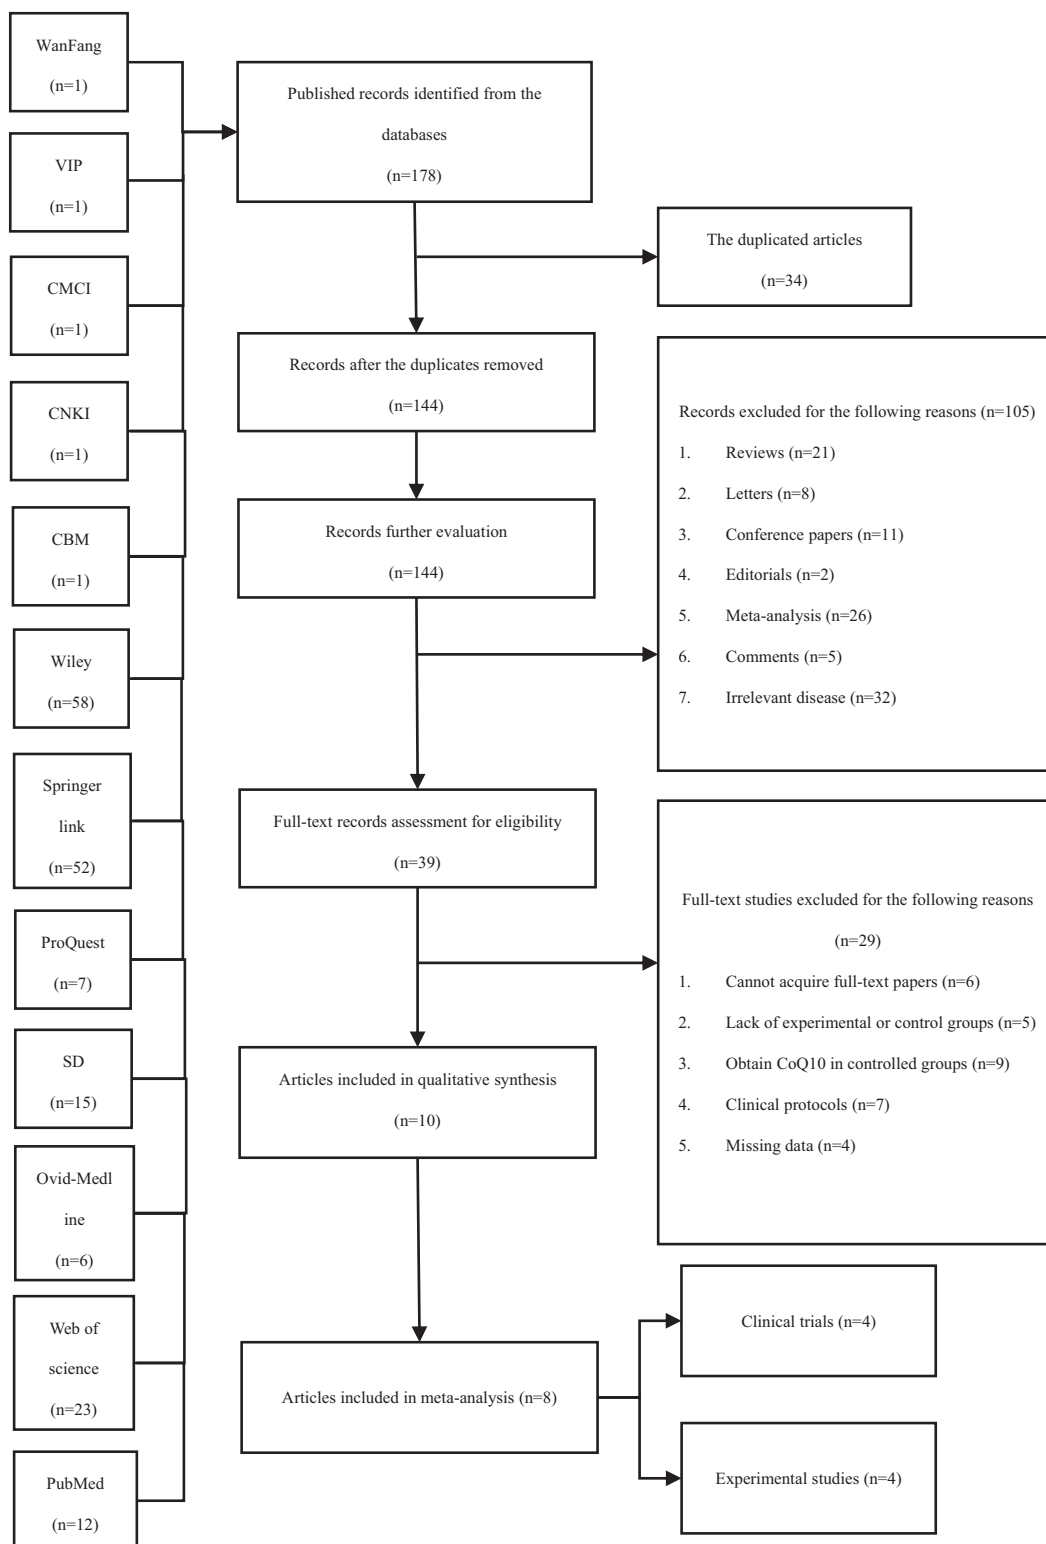 WanFang
(n=1)
VIP
(n=1)
CMCI
(n=1)
CNKI
(n=1)
CBM
(n=1)
Wiley
(n=58)
Springer
link
(n=52)
ProQuest
(n=7)
SD
(n=15)
Ovid-Medl
ine
(n=6)
Web of
science
(n=23)
PubMed
(n=12)
Published records identified from the
databases
(n=178)
The duplicated articles
(n=34)
Records after the duplicates removed
(n=144)
Records further evaluation
(n=144)
Records excluded for the following reasons (n=105)
1. Reviews (n=21)
2. Letters (n=8)
3. Conference papers (n=11)
4. Editorials (n=2)
5. Meta-analysis (n=26)
6. Comments (n=5)
7. Irrelevant disease (n=32)
Full-text records assessment for eligibility
(n=39)
Full-text studies excluded for the following reasons
(n=29)
1. Cannot acquire full-text papers (n=6)
2. Lack of experimental or control groups (n=5)
3. Obtain CoQ10 in controlled groups (n=9)
4. Clinical protocols (n=7)
5. Missing data (n=4)
Articles included in qualitative synthesis
(n=10)
Articles included in meta-analysis (n=8)
Clinical trials (n=4)
Experimental studies (n=4)